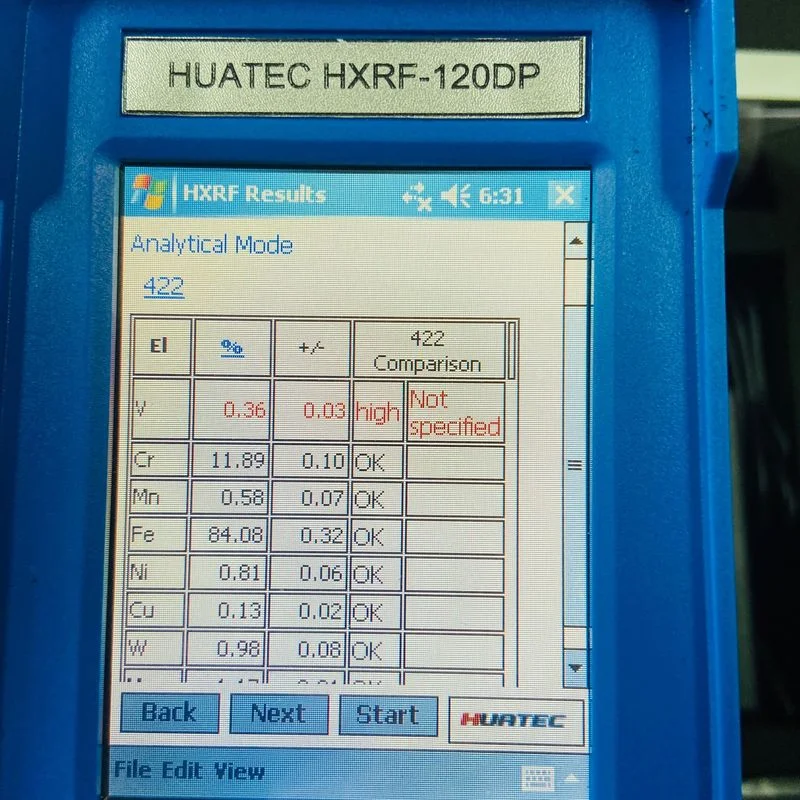 HUATEC HXRF-120DP
HXRF Results 6:31
Analytical Mode
422
El % +/- 422 Comparison
V 0.36 0.03 high Not specified
Cr 11.89 0.10 OK
Mn 0.58 0.07 OK
Fe 84.08 0.32 OK
Ni 0.81 0.06 OK
Cu 0.13 0.02 OK
W 0.98 0.08 OK
Back Next Start HUATEC
File Edit View